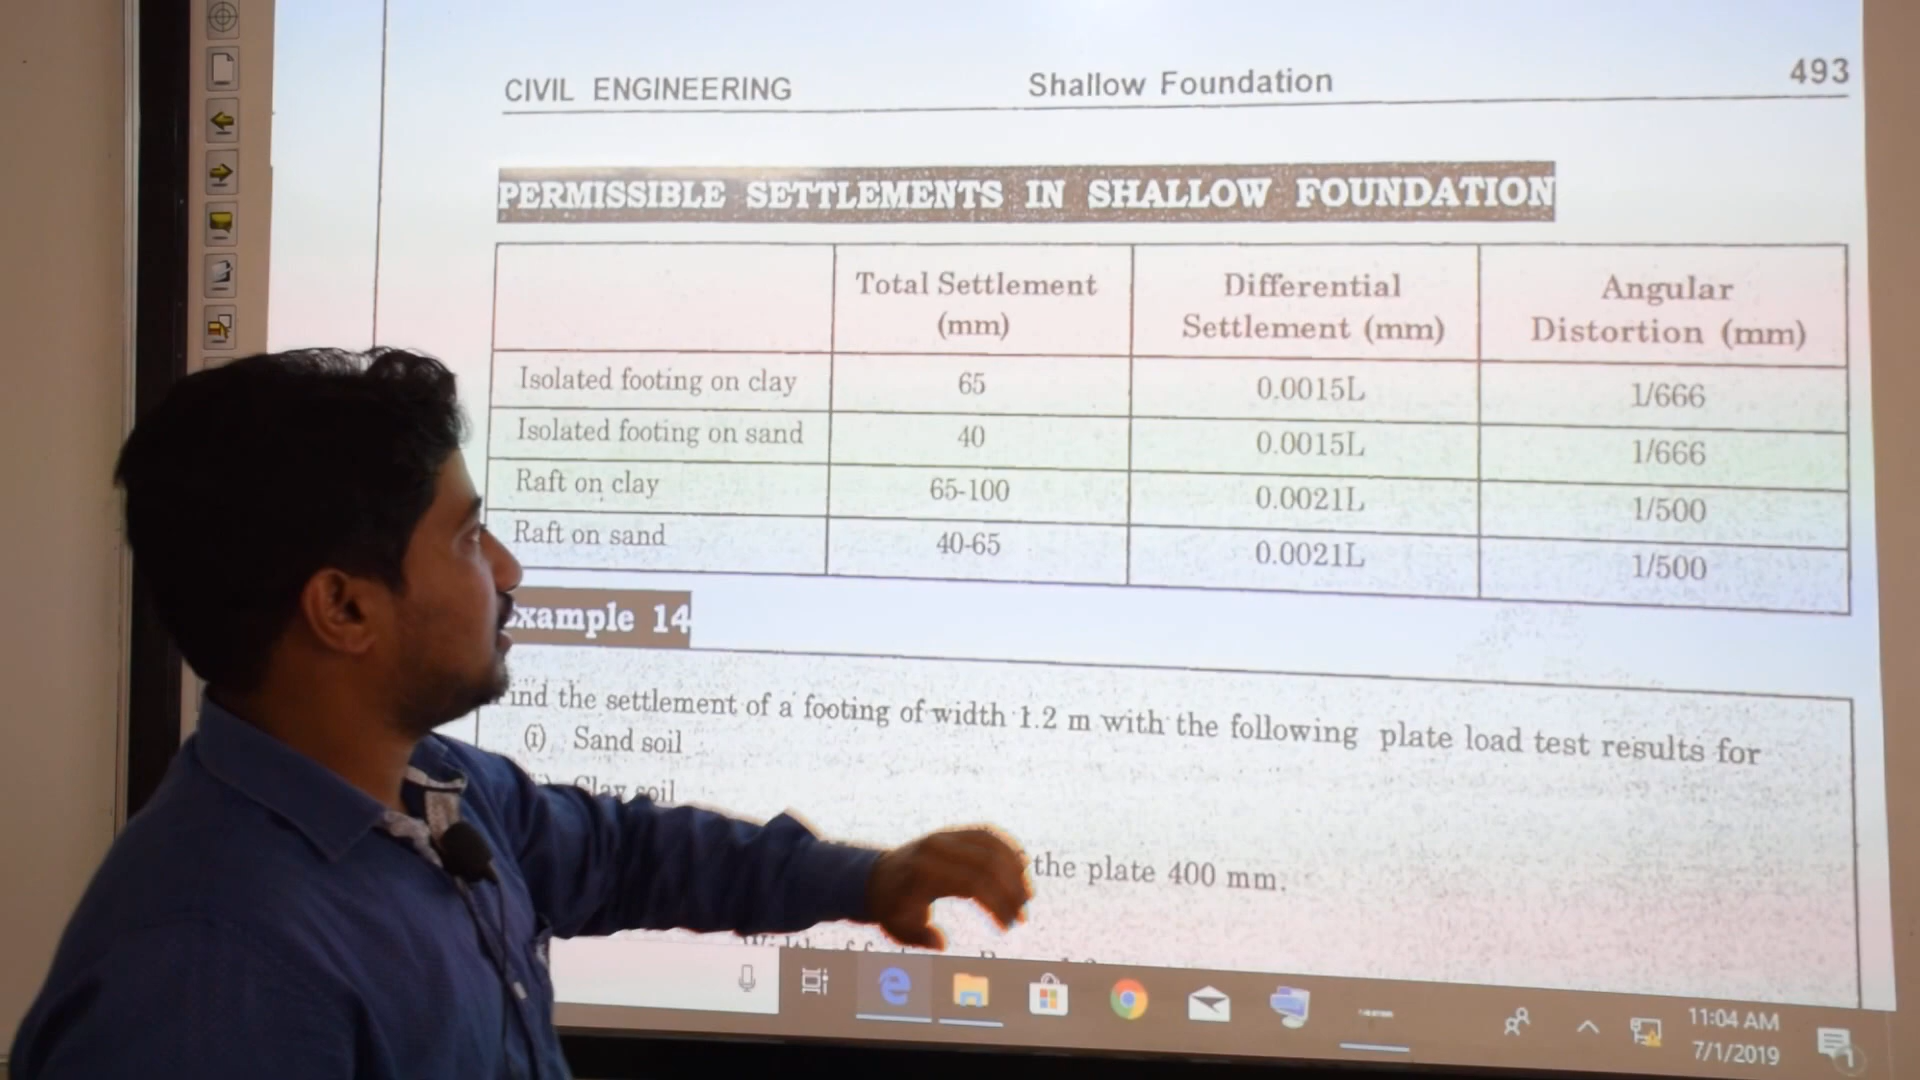 CIVIL ENGINEERING Shallow Foundation 493
PERMISSIBLE SETTLEMENTS IN SHALLOW FOUNDATION
Total Settlement (mm) Differential Settlement (mm) Angular Distortion (mm)
Isolated footing on clay 65 0.0015L 1/666
Isolated footing on sand 40 0.0015L 1/666
Raft on clay 65-100 0.0021L 1/500
Raft on sand 40-65 0.0021L 1/500
xample 14
ind the settlement of a footing of width 1.2 m with the following plate load test results for
(i) Sand soil
Clay soil
the plate 400 mm.
11:04 AM
7/1/2019
1